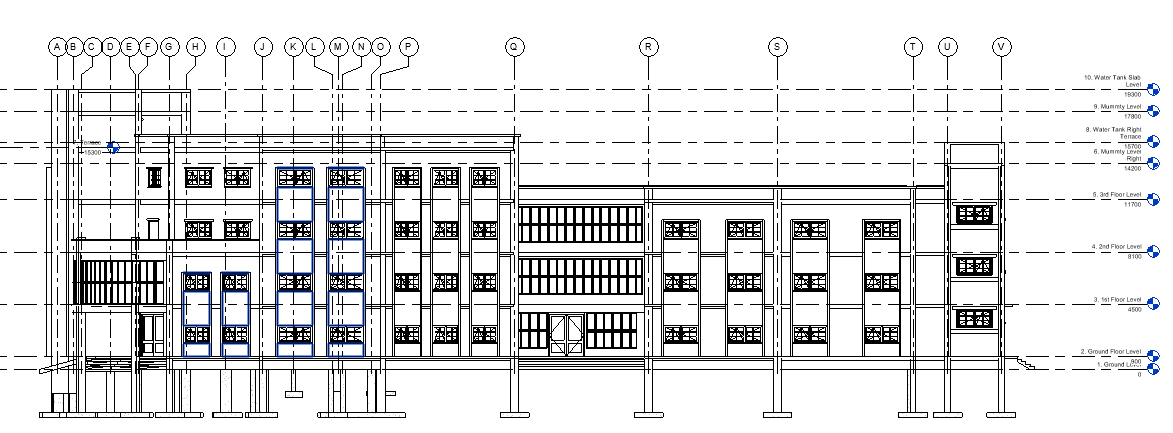 A B C D E F G H I J K L M N O P Q R S T U V
10. Water Tank Slab
Level
19300
9. Mummty Level
17800
8. Water Tank Right
Terrace
15700
6. Mummty Level
Right
14200
15300
5. 3rd Floor Level
11700
4. 2nd Floor Level
8100
3. 1st Floor Level
4500
2. Ground Floor Level
900
1. Ground Level
0